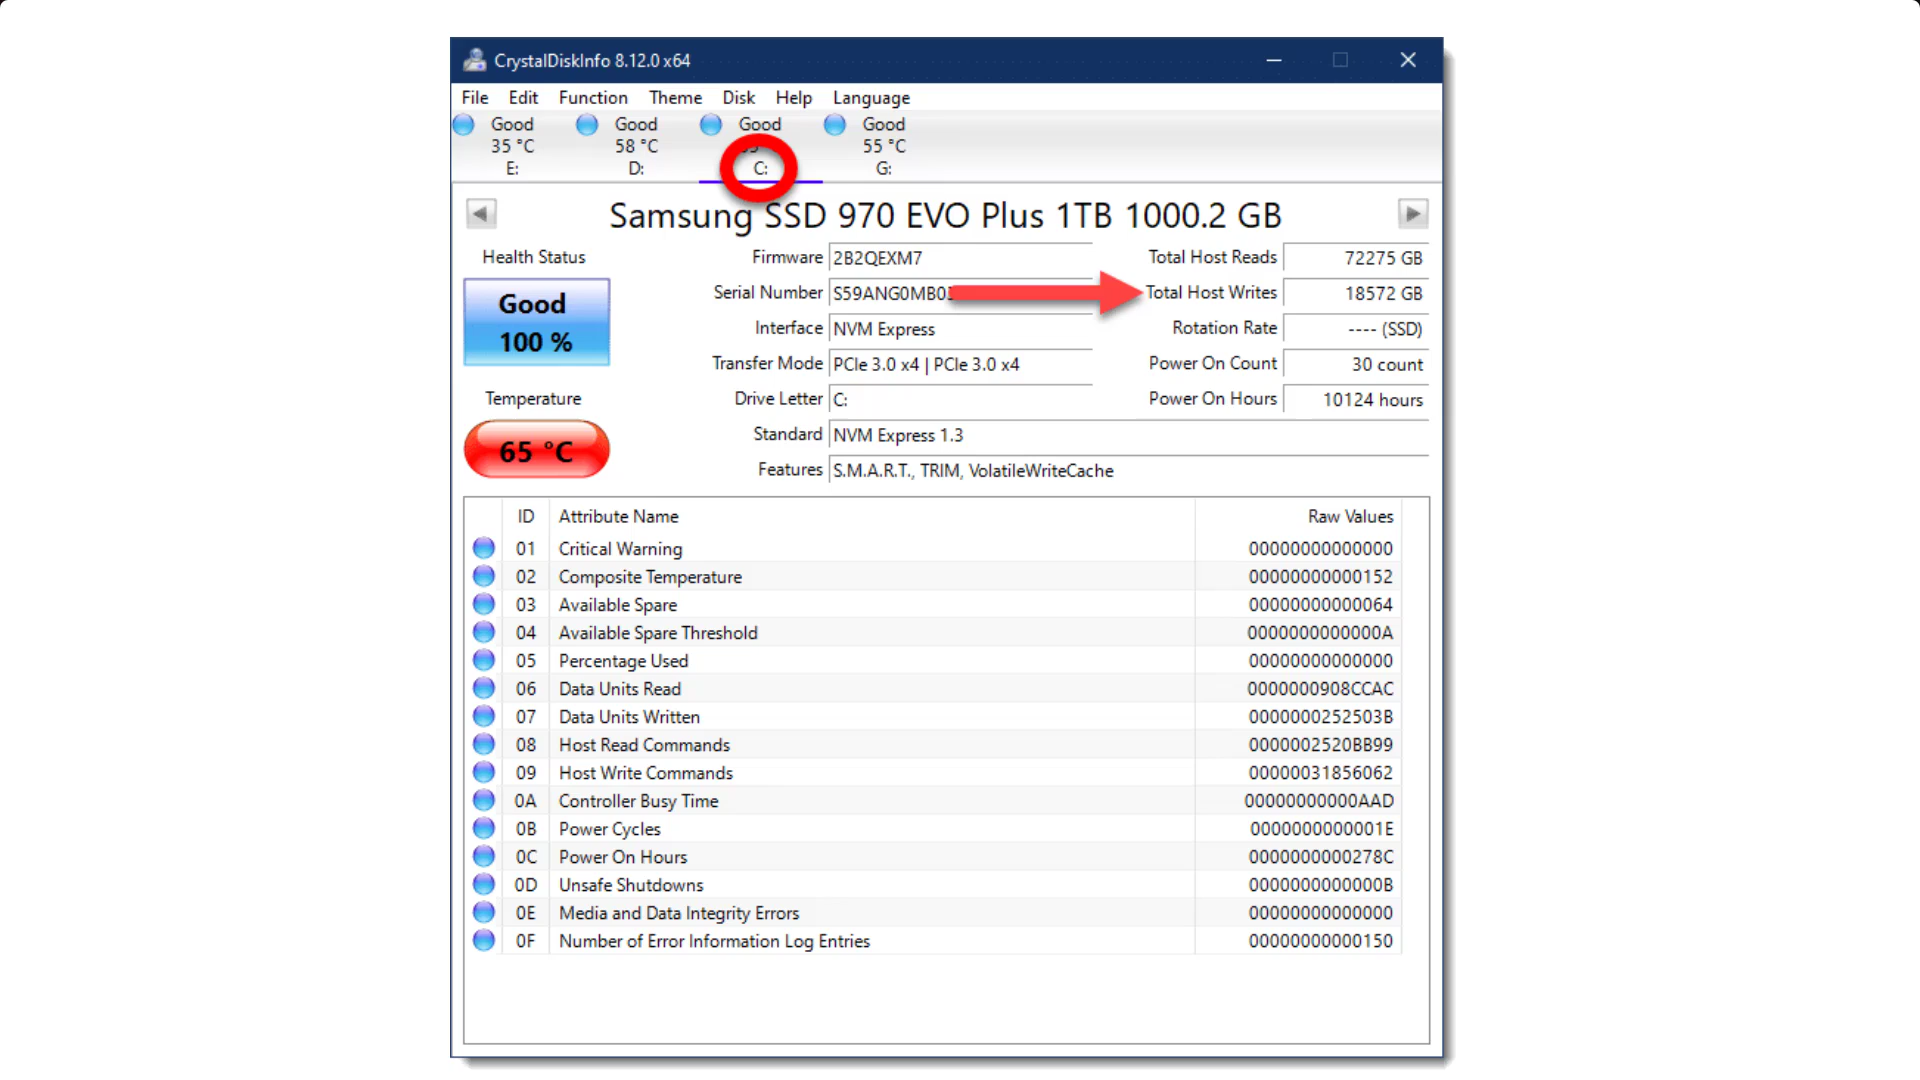 CrystalDiskInfo 8.12.0 x64
File Edit Function Theme Disk Help Language
Good Good Good Good
35 °C 58 °C 55 °C
E: D: C: G:
Samsung SSD 970 EVO Plus 1TB 1000.2 GB
Health Status Firmware 2B2QEXM7 Total Host Reads 72275 GB
Good Serial Number S59ANG0MB0 Total Host Writes 18572 GB
100 % Interface NVM Express Rotation Rate ---- (SSD)
Transfer Mode PCIe 3.0 x4 | PCIe 3.0 x4 Power On Count 30 count
Temperature Drive Letter C: Power On Hours 10124 hours
65 °C Standard NVM Express 1.3
Features S.M.A.R.T., TRIM, VolatileWriteCache
ID Attribute Name Raw Values
01 Critical Warning 00000000000000
02 Composite Temperature 00000000000152
03 Available Spare 00000000000064
04 Available Spare Threshold 0000000000000A
05 Percentage Used 00000000000000
06 Data Units Read 0000000908CCAC
07 Data Units Written 0000000252503B
08 Host Read Commands 0000002520BB99
09 Host Write Commands 00000031856062
0A Controller Busy Time 00000000000AAD
0B Power Cycles 0000000000001E
0C Power On Hours 0000000000278C
0D Unsafe Shutdowns 0000000000000B
0E Media and Data Integrity Errors 00000000000000
0F Number of Error Information Log Entries 00000000000150